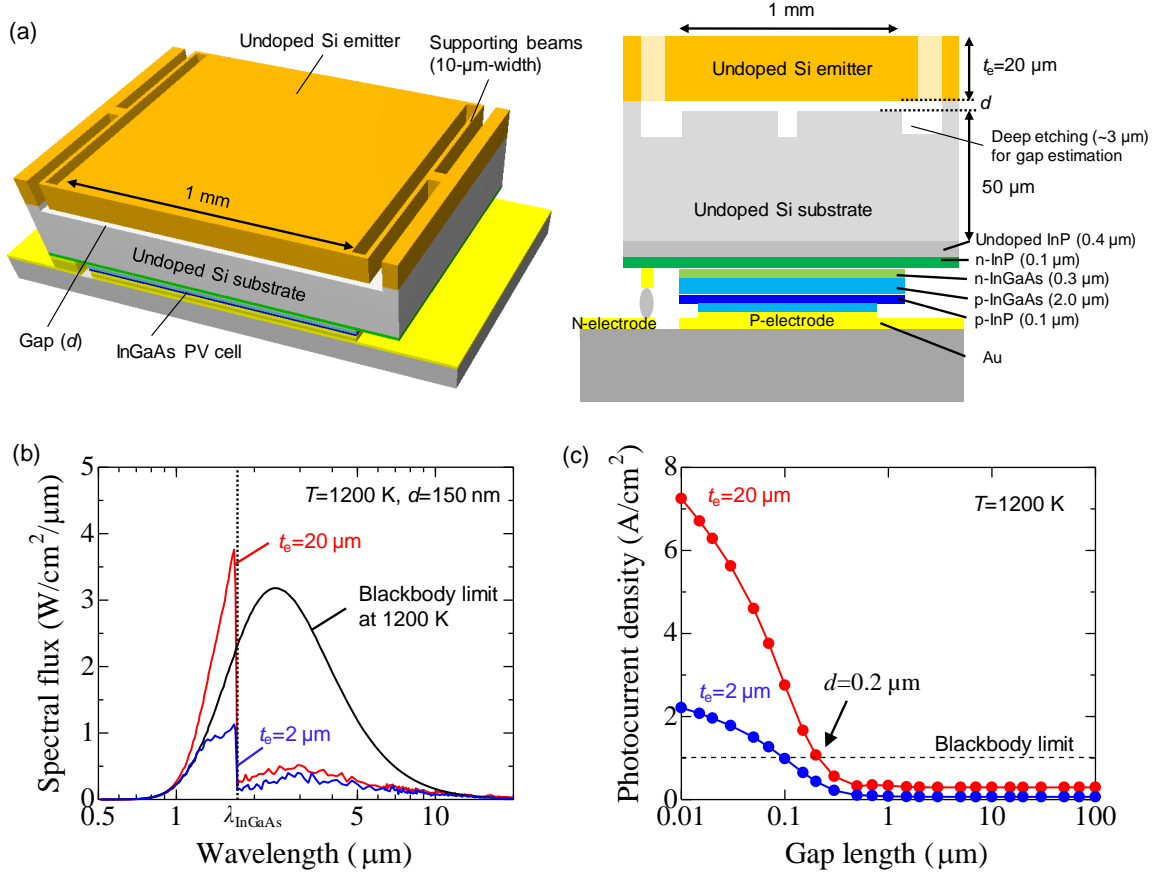 (a)
Undoped Si emitter
Supporting beams
(10-µm-width)
1 mm
Undoped Si substrate
Gap (d)
InGaAs PV cell
1 mm
Undoped Si emitter
tₑ=20 µm
d
Deep etching (~3 µm)
for gap estimation
50 µm
Undoped Si substrate
Undoped InP (0.4 µm)
n-InP (0.1 µm)
n-InGaAs (0.3 µm)
p-InGaAs (2.0 µm)
p-InP (0.1 µm)
N-electrode
P-electrode
Au
(b)
Spectral flux (W/cm²/µm)
5
4
3
2
1
0
T=1200 K, d=150 nm
tₑ=20 µm
Blackbody limit
at 1200 K
tₑ=2 µm
0.5
1
λInGaAs
5
10
Wavelength (µm)
(c)
Photocurrent density (A/cm²)
8
7
6
5
4
3
2
1
0
tₑ=20 µm
T=1200 K
tₑ=2 µm
d=0.2 µm
Blackbody limit
0.01
0.1
1
10
100
Gap length (µm)